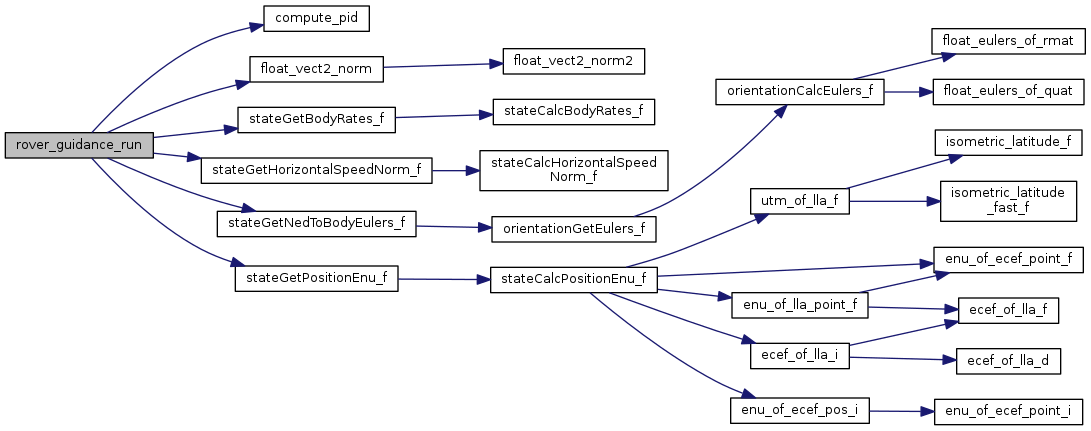 rover_guidance_run
compute_pid
float_vect2_norm
float_vect2_norm2
stateGetBodyRates_f
stateCalcBodyRates_f
stateGetHorizontalSpeedNorm_f
stateCalcHorizontalSpeed
Norm_f
stateGetNedToBodyEulers_f
orientationGetEulers_f
orientationCalcEulers_f
float_eulers_of_rmat
float_eulers_of_quat
stateGetPositionEnu_f
stateCalcPositionEnu_f
utm_of_lla_f
isometric_latitude_f
isometric_latitude
_fast_f
enu_of_ecef_point_f
enu_of_lla_point_f
ecef_of_lla_f
ecef_of_lla_i
ecef_of_lla_d
enu_of_ecef_pos_i
enu_of_ecef_point_i